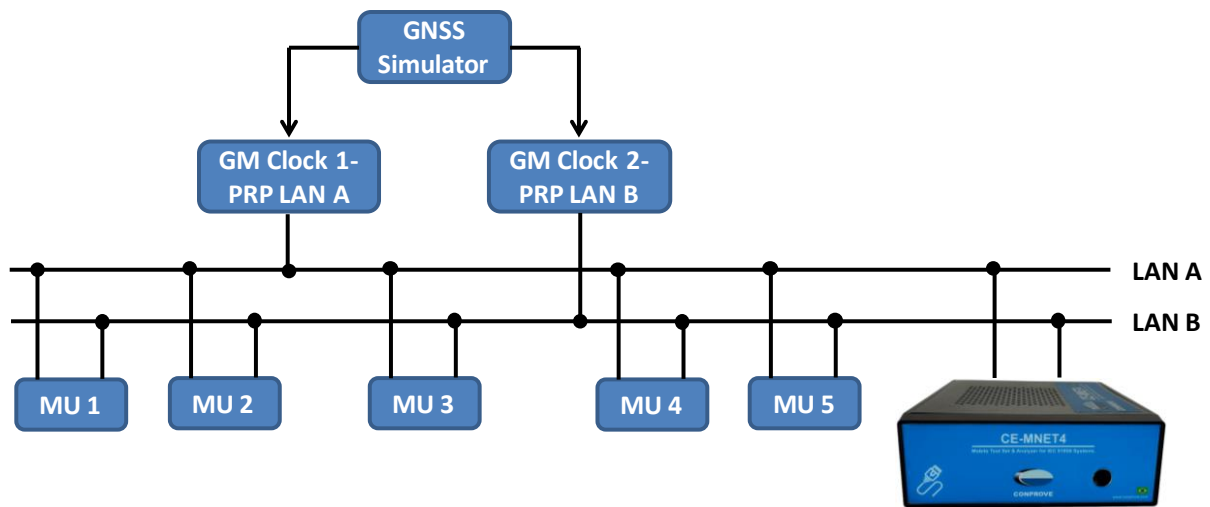 GNSS
Simulator
GM Clock 1-
PRP LAN A
GM Clock 2-
PRP LAN B
LAN A
LAN B
MU 1
MU 2
MU 3
MU 4
MU 5
CE-MNET4
CONPROVE